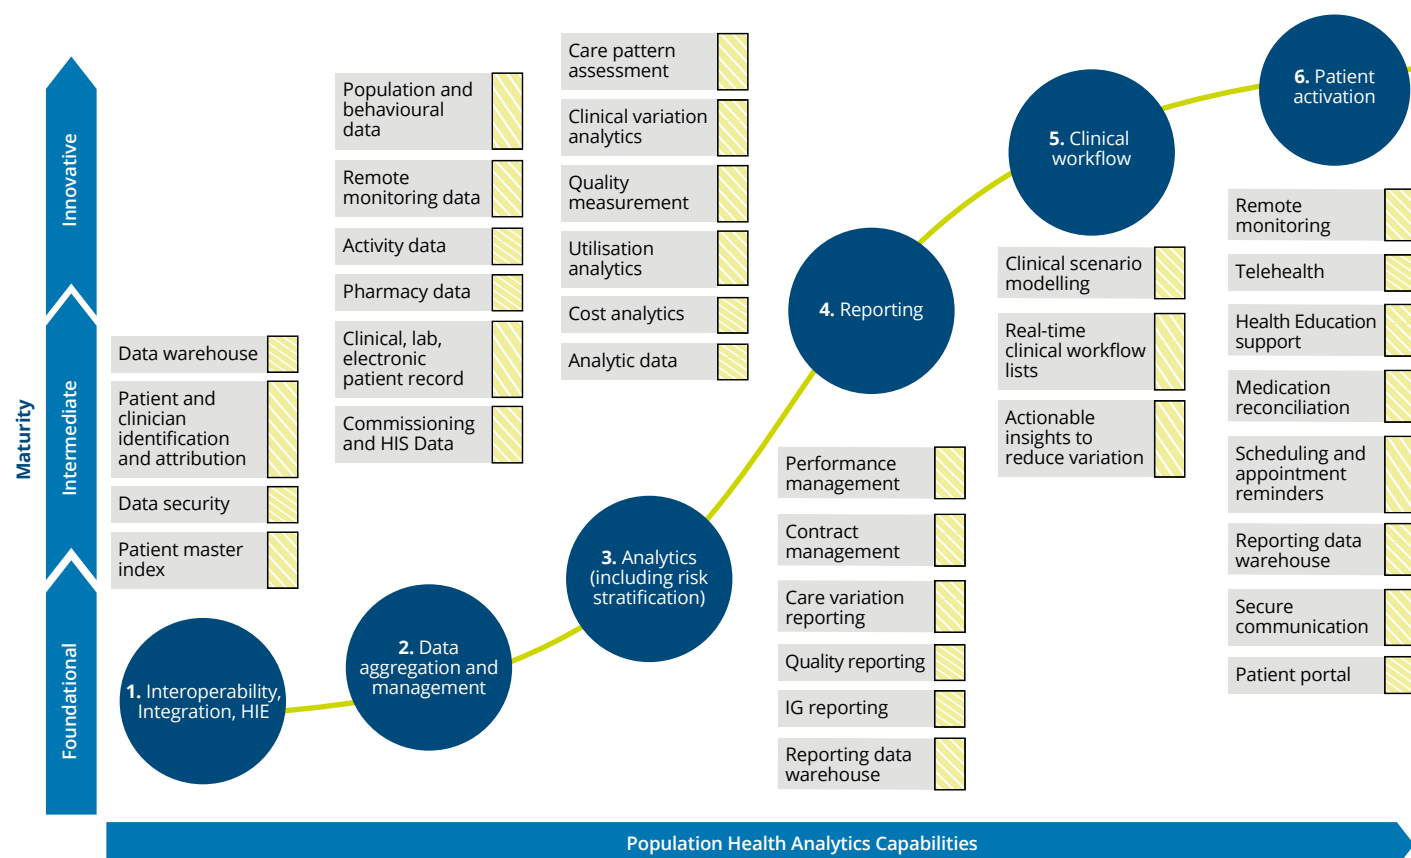 Maturity
Innovative
Intermediate
Foundational
Data warehouse
Patient and
clinician
identification
and attribution
Data security
Patient master
index
1. Interoperability,
Integration, HIE
Population and
behavioural
data
Remote
monitoring data
Activity data
Pharmacy data
Clinical, lab,
electronic
patient record
Commissioning
and HIS Data
2. Data
aggregation and
management
Care pattern
assessment
Clinical variation
analytics
Quality
measurement
Utilisation
analytics
Cost analytics
Analytic data
3. Analytics
(including risk
stratification)
4. Reporting
Performance
management
Contract
management
Care variation
reporting
Quality reporting
IG reporting
Reporting data
warehouse
5. Clinical
workflow
Clinical scenario
modelling
Real-time
clinical workflow
lists
Actionable
insights to
reduce variation
6. Patient
activation
Remote
monitoring
Telehealth
Health Education
support
Medication
reconciliation
Scheduling and
appointment
reminders
Reporting data
warehouse
Secure
communication
Patient portal
Population Health Analytics Capabilities